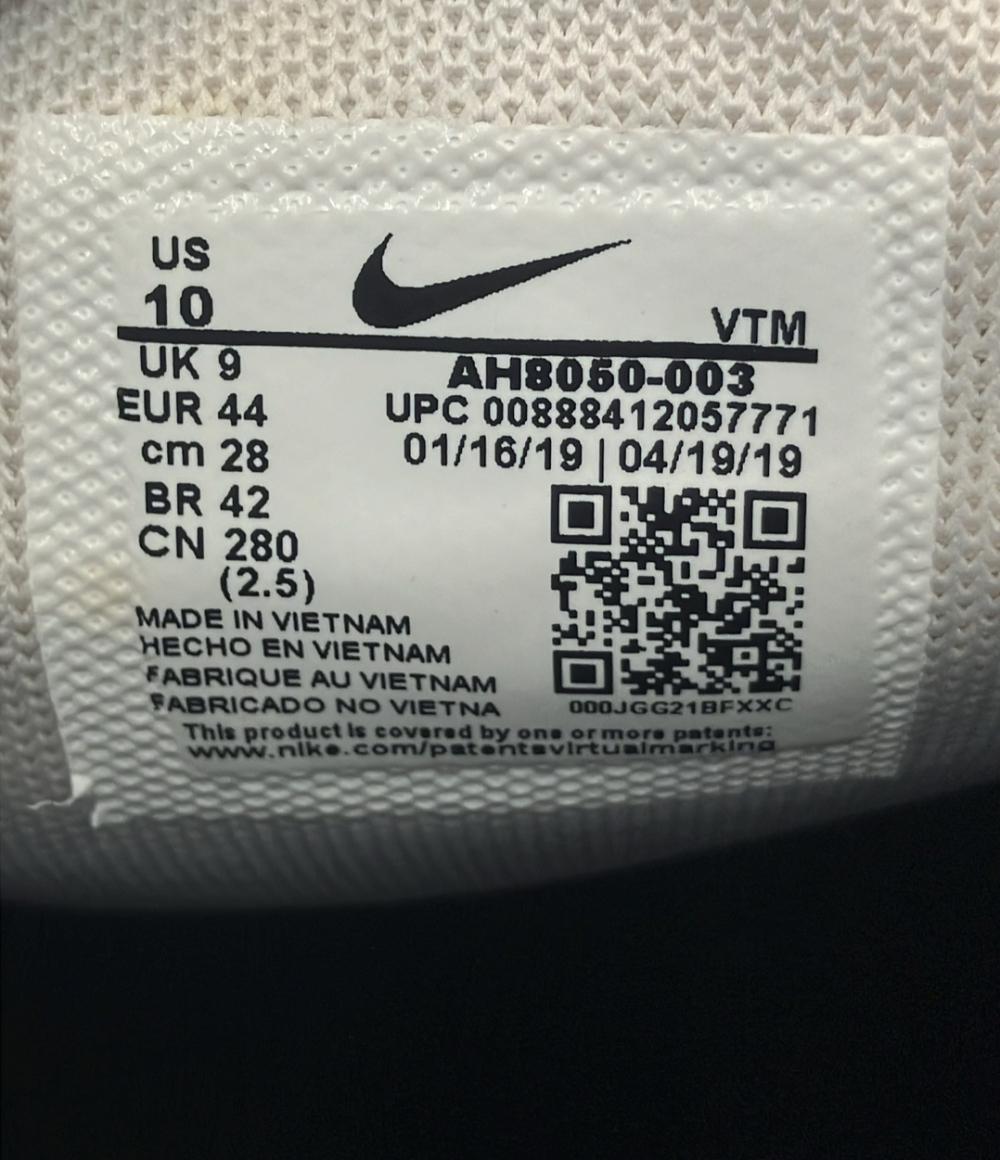 US
10
VTM
UK 9
EUR 44
cm 28
BR 42
CN 280
(2.5)
AH8050-003
UPC 00888412057771
01/16/19 | 04/19/19
MADE IN VIETNAM
HECHO EN VIETNAM
FABRIQUE AU VIETNAM
FABRICADO NO VIETNA
000JGG21BFXXC
This product is covered by one or more patents:
www.nike.com/patentsvirtualmarking